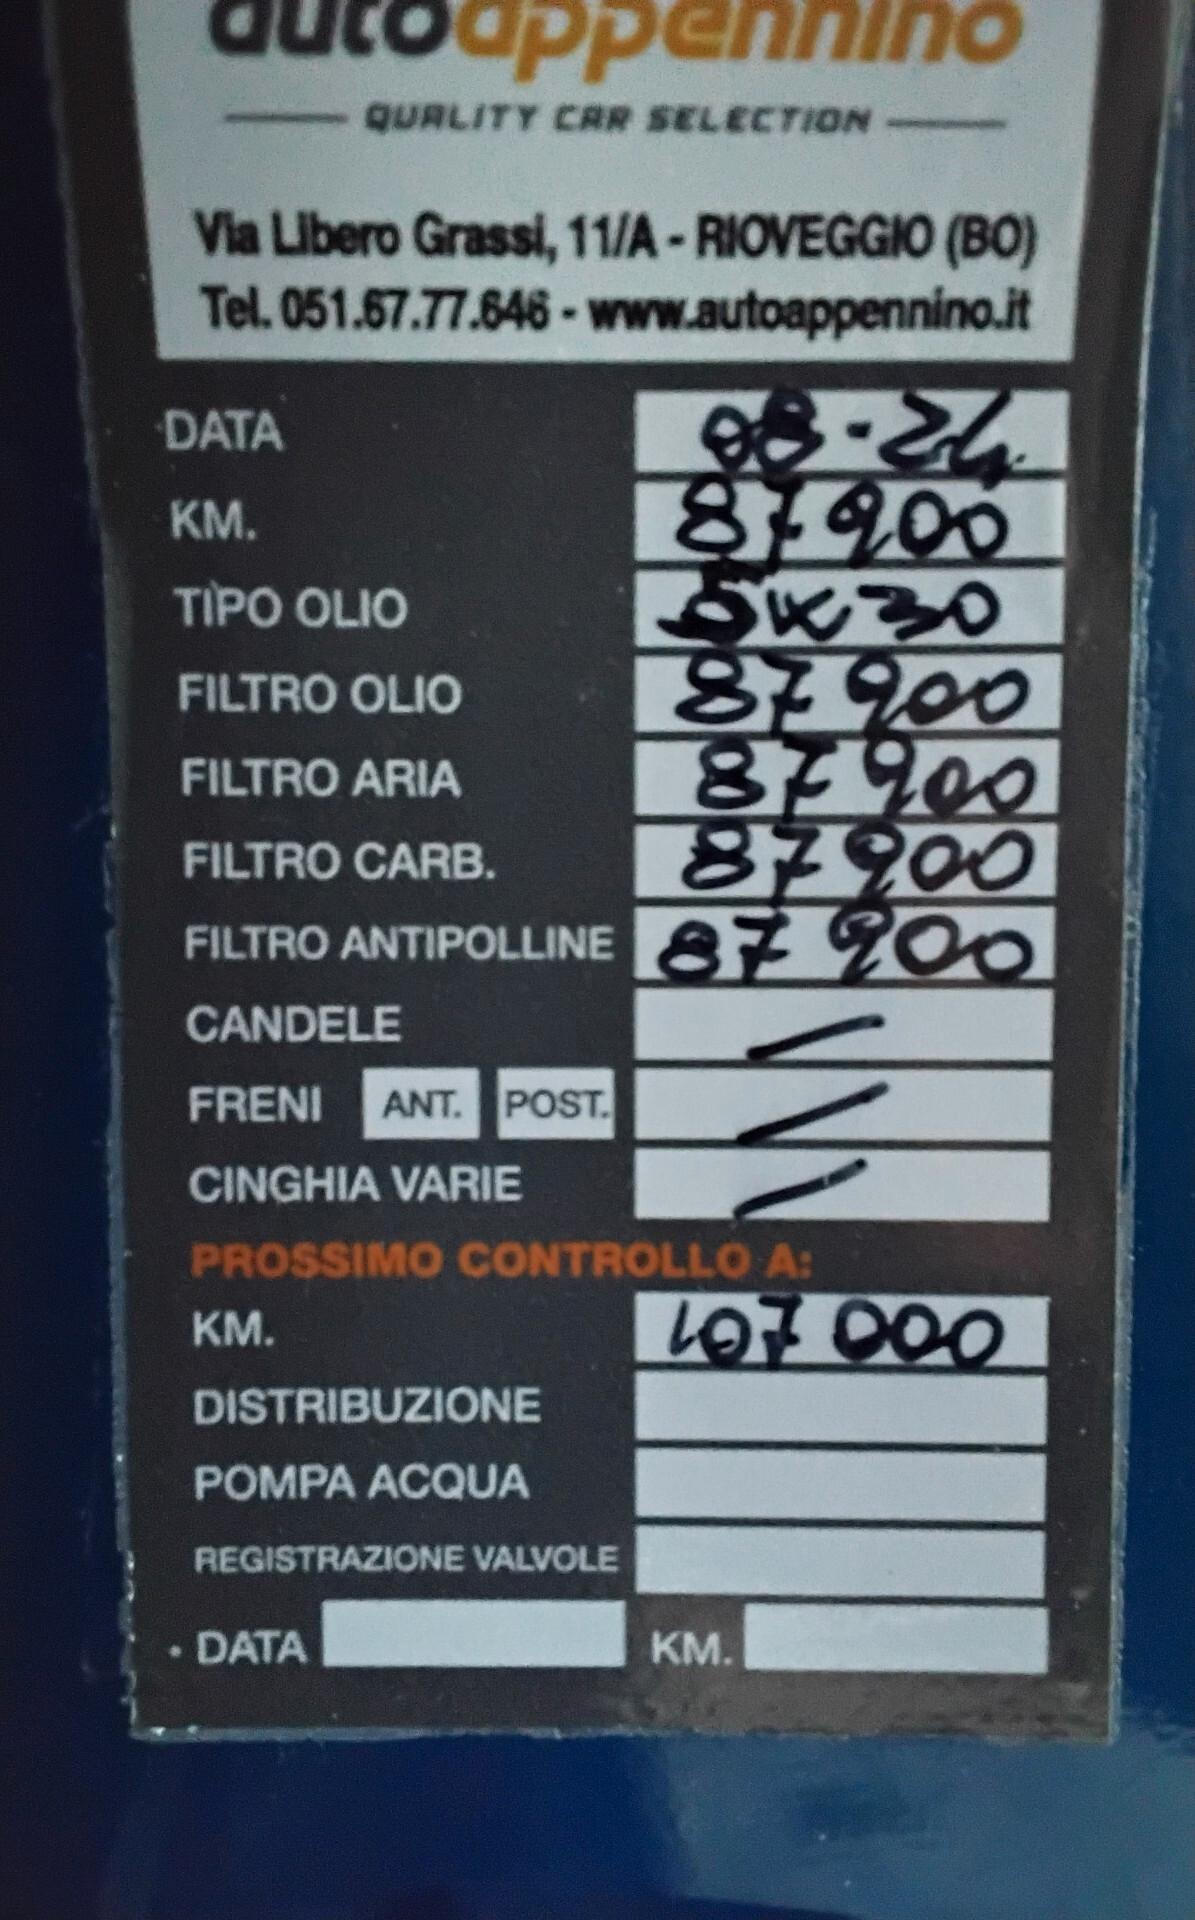 autoappennino
QUALITY CAR SELECTION
Via Libero Grassi, 11/A - RIOVEGGIO (BO)
Tel. 051.67.77.646 - www.autoappennino.it
DATA 08-24
KM. 87900
TIPO OLIO 5W30
FILTRO OLIO 87900
FILTRO ARIA 87900
FILTRO CARB. 87900
FILTRO ANTIPOLLINE 87900
CANDELE /
FRENI ANT. POST. /
CINGHIA VARIE /
PROSSIMO CONTROLLO A:
KM. 107000
DISTRIBUZIONE
POMPA ACQUA
REGISTRAZIONE VALVOLE
DATA KM.